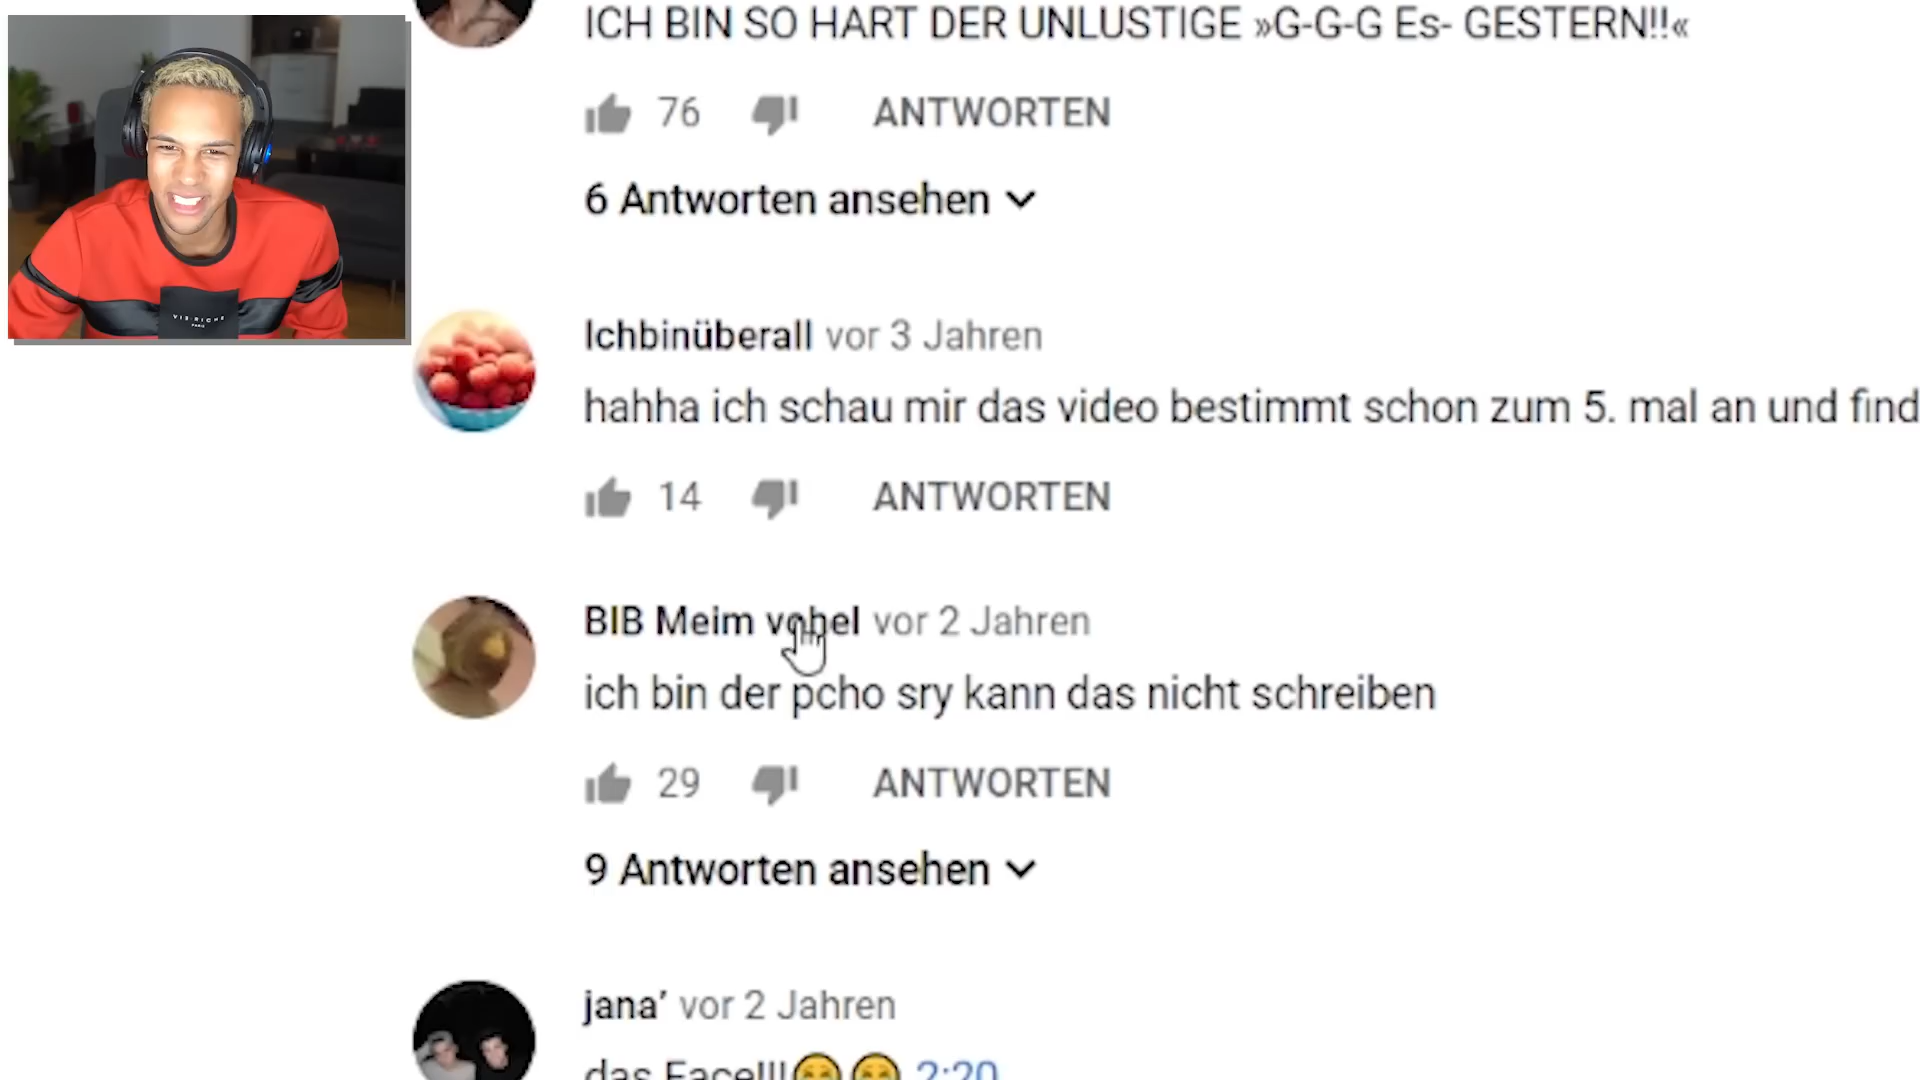 ICH BIN SO HART DER UNLUSTIGE »G-G-G Es- GESTERN!!«
76 ANTWORTEN
6 Antworten ansehen
VIE RICHE
PARIS
Ichbinüberall vor 3 Jahren
hahha ich schau mir das video bestimmt schon zum 5. mal an und find
14 ANTWORTEN
BIB Meim vohel vor 2 Jahren
ich bin der pcho sry kann das nicht schreiben
29 ANTWORTEN
9 Antworten ansehen
jana’ vor 2 Jahren
das Face!!!😊😊 2:20